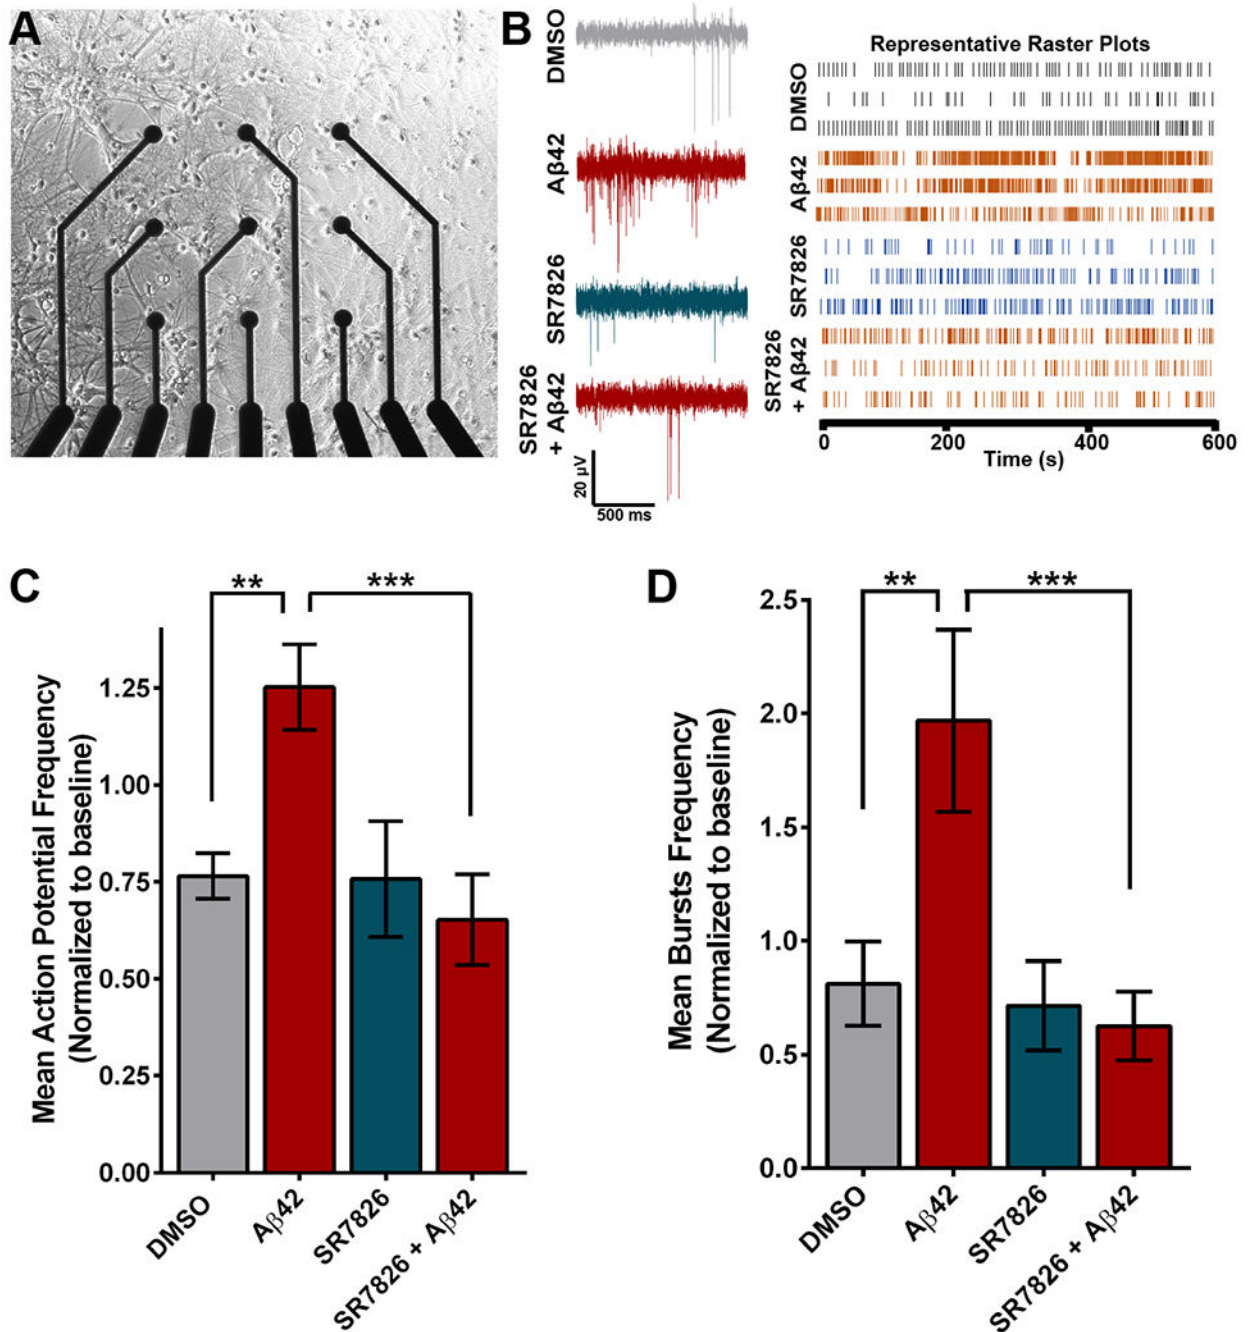 A
B
DMSO
Aβ42
SR7826
SR7826
+ Aβ42
20 μV
500 ms
Representative Raster Plots
DMSO
Aβ42
SR7826
SR7826
+ Aβ42
0 200 400 600
Time (s)
C
** ***
Mean Action Potential Frequency
(Normalized to baseline)
1.25
1.00
0.75
0.50
0.25
0.00
DMSO
Aβ42
SR7826
SR7826 + Aβ42
D
** ***
Mean Bursts Frequency
(Normalized to baseline)
2.5
2.0
1.5
1.0
0.5
0.0
DMSO
Aβ42
SR7826
SR7826 + Aβ42